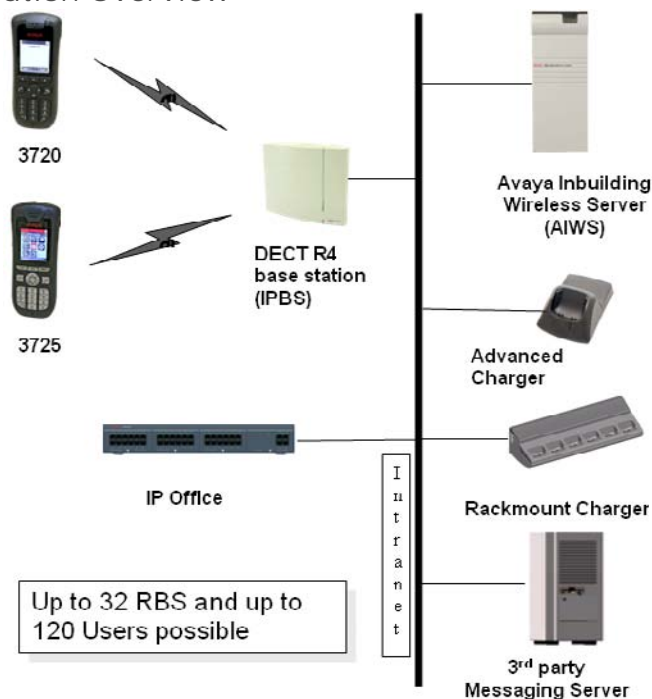 3720
3725
DECT R4
base station
(IPBS)
Avaya Inbuilding
Wireless Server
(AIWS)
Advanced
Charger
IP Office
Intranet
Rackmount Charger
Up to 32 RBS and up to
120 Users possible
3rd party
Messaging Server